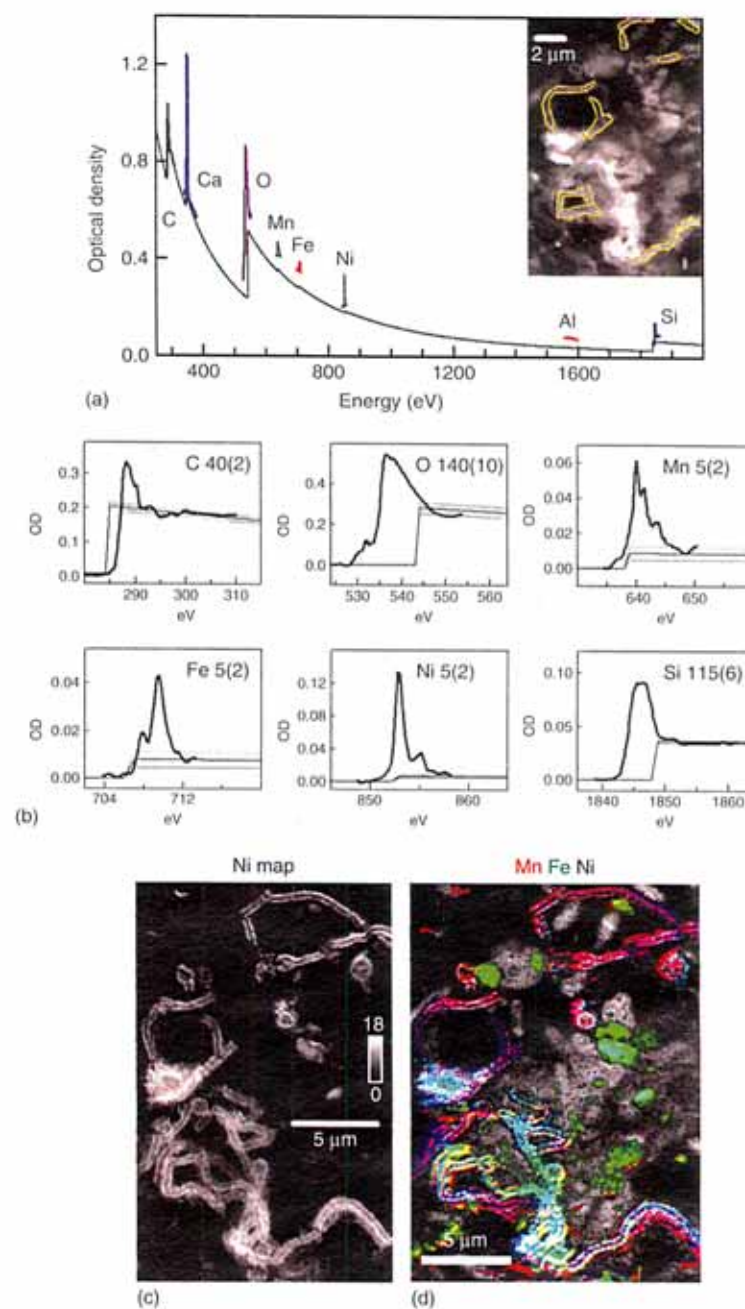 1.2
0.8
0.4
0.0
Optical density
C
Ca
O
Mn
Fe
Ni
Al
Si
2 µm
400
800
1200
1600
Energy (eV)
(a)
C 40(2)
0.3
0.2
0.1
0.0
OD
290
300
310
eV
O 140(10)
0.4
0.2
0.0
OD
530
540
550
560
eV
Mn 5(2)
0.06
0.04
0.02
0.00
OD
640
650
eV
Fe 5(2)
0.04
0.02
0.00
OD
704
712
eV
Ni 5(2)
0.12
0.08
0.04
0.00
OD
850
860
eV
Si 115(6)
0.10
0.05
0.00
OD
1840
1850
1860
eV
(b)
Ni map
18
0
5 µm
(c)
Mn Fe Ni
5 µm
(d)